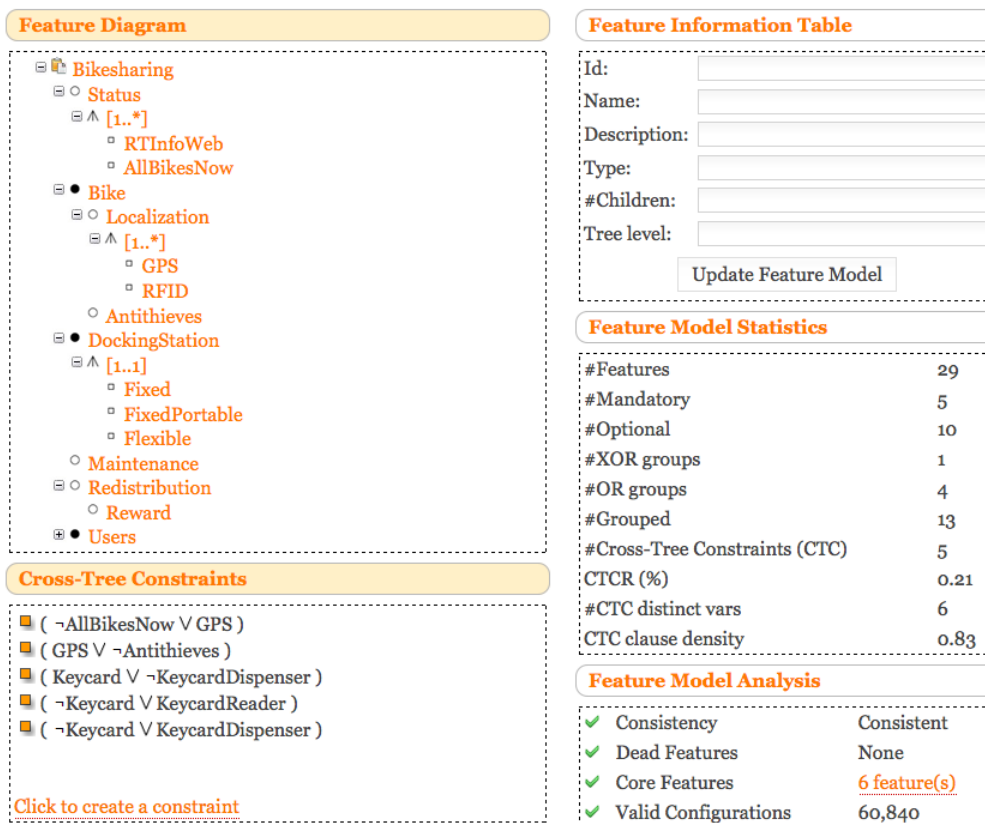 Feature Diagram
Bikesharing
Status
[1..*]
RTInfoWeb
AllBikesNow
Bike
Localization
[1..*]
GPS
RFID
Antithieves
DockingStation
[1..1]
Fixed
FixedPortable
Flexible
Maintenance
Redistribution
Reward
Users
Cross-Tree Constraints
( ¬AllBikesNow ∨ GPS )
( GPS ∨ ¬Antithieves )
( Keycard ∨ ¬KeycardDispenser )
( ¬Keycard ∨ KeycardReader )
( ¬Keycard ∨ KeycardDispenser )
Click to create a constraint
Feature Information Table
Id:
Name:
Description:
Type:
#Children:
Tree level:
Update Feature Model
Feature Model Statistics
#Features 29
#Mandatory 5
#Optional 10
#XOR groups 1
#OR groups 4
#Grouped 13
#Cross-Tree Constraints (CTC) 5
CTCR (%) 0.21
#CTC distinct vars 6
CTC clause density 0.83
Feature Model Analysis
Consistency Consistent
Dead Features None
Core Features 6 feature(s)
Valid Configurations 60,840